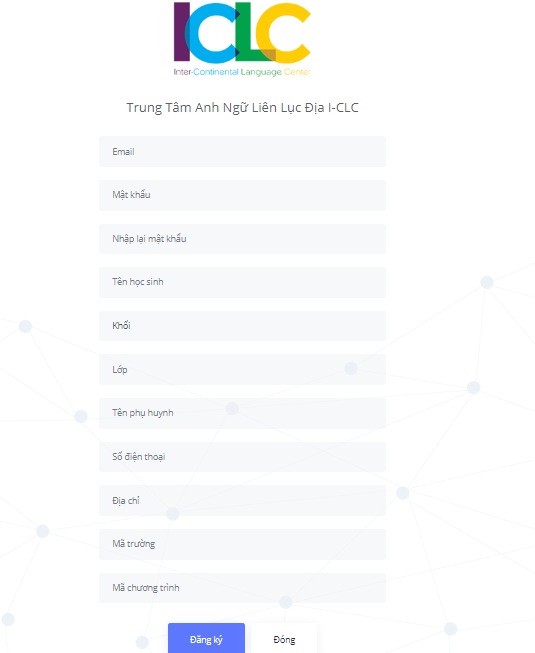 ICLC
Inter-Continental Language Center
Trung Tâm Anh Ngữ Liên Lục Địa I-CLC
Email
Mật khẩu
Nhập lại mật khẩu
Tên học sinh
Khối
Lớp
Tên phụ huynh
Số điện thoại
Địa chỉ
Mã trường
Mã chương trình
Đăng ký
Đóng